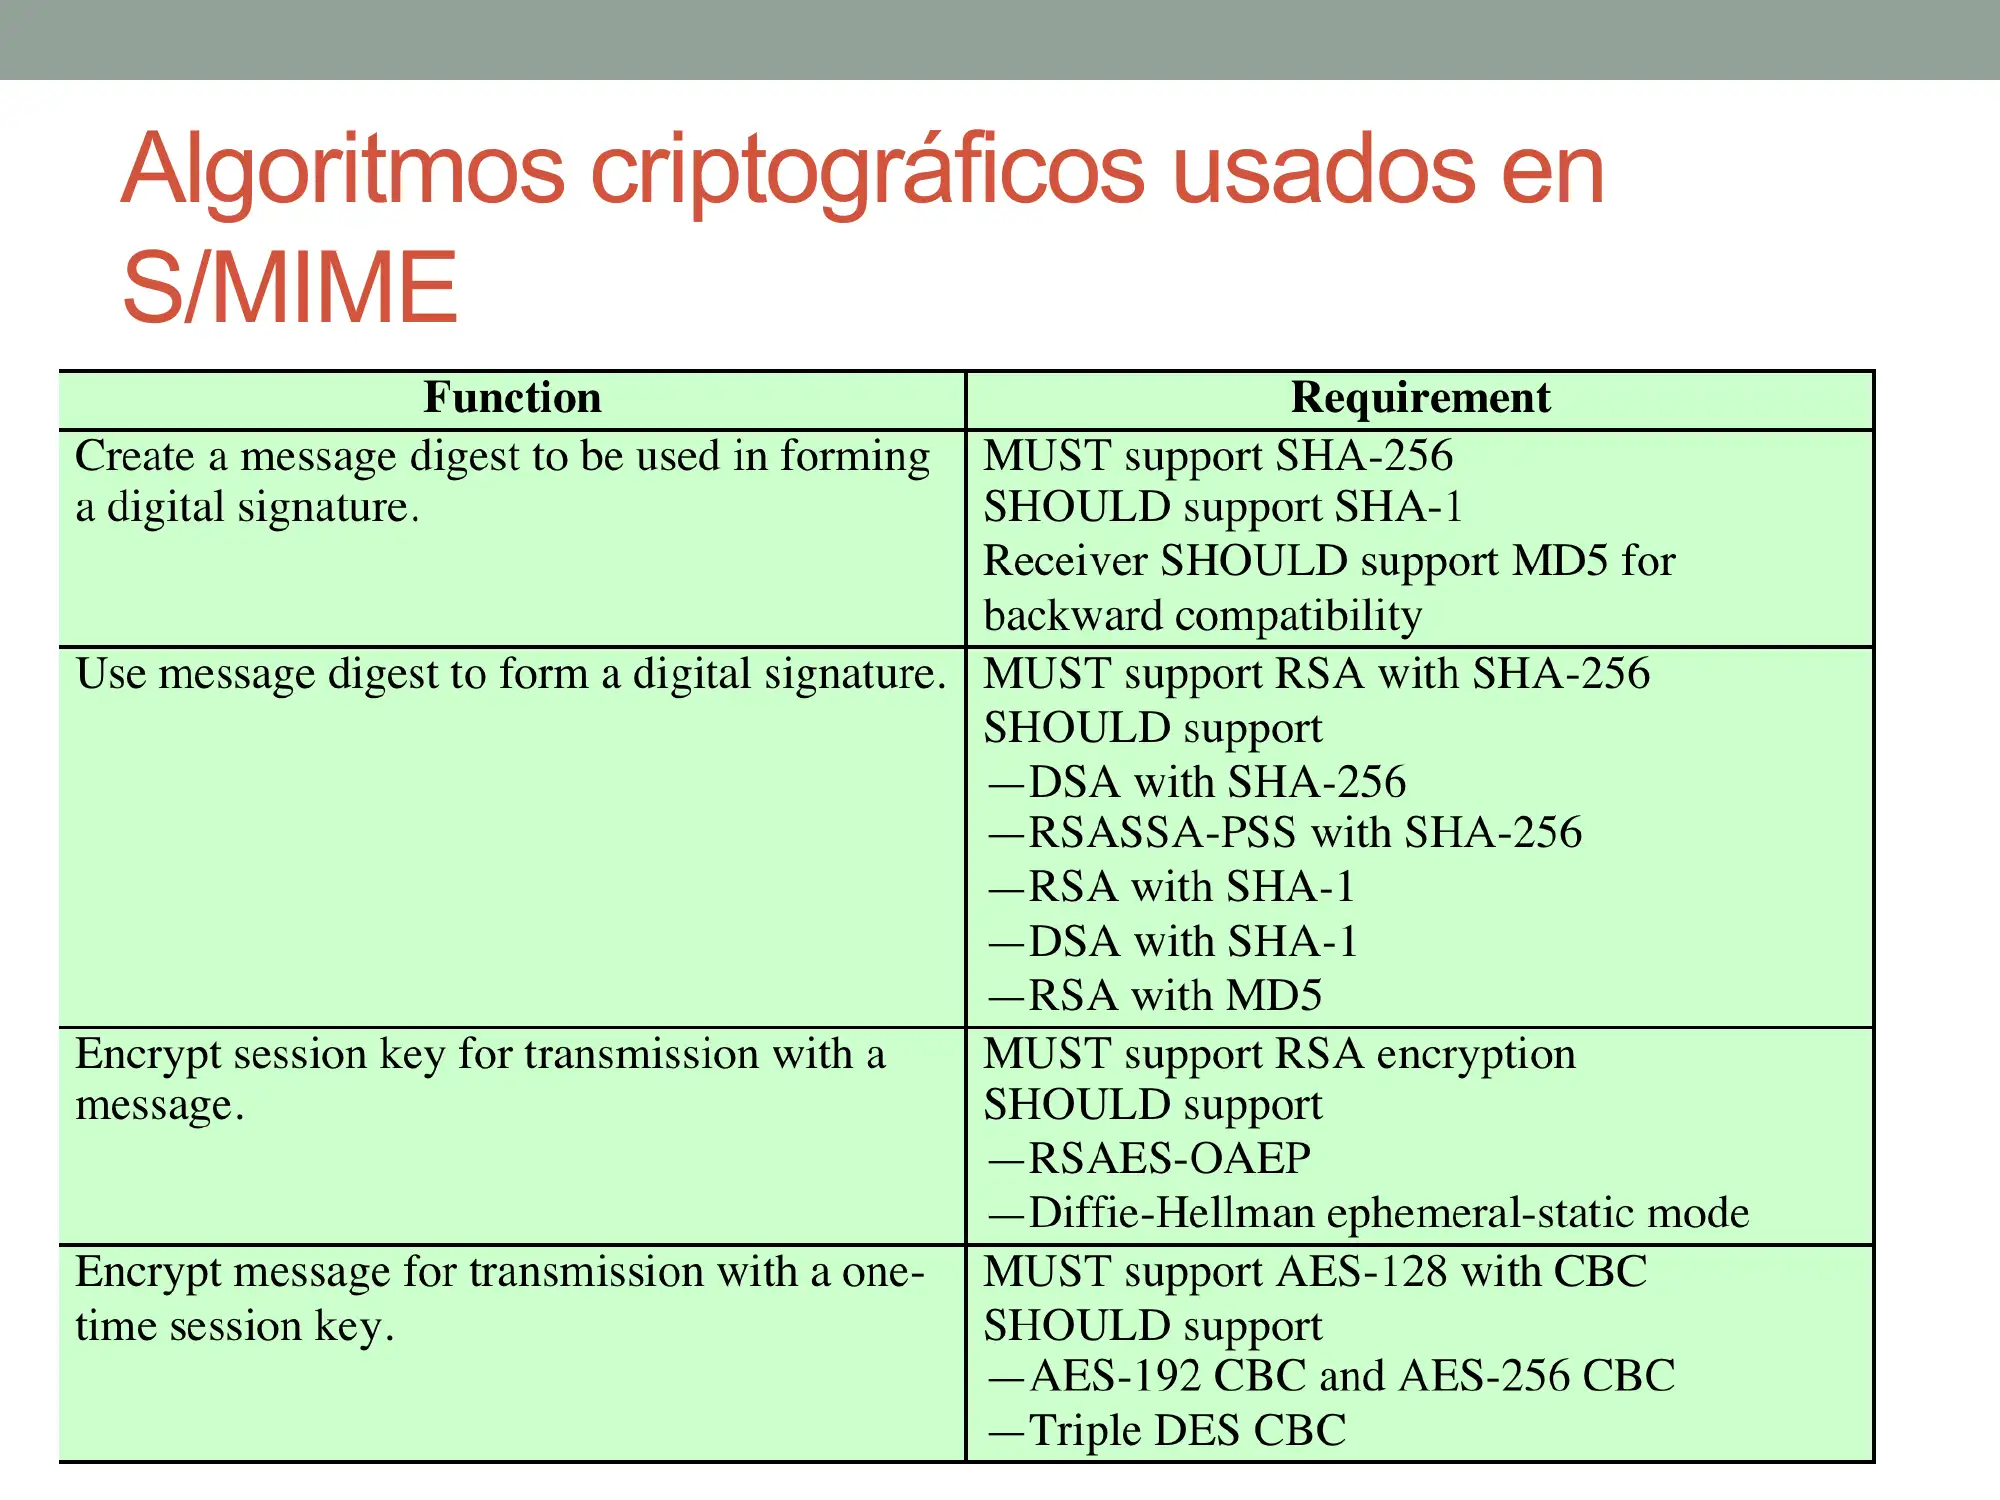 Algoritmos criptográficos usados en
S/MIME
Function
Requirement
Create a message digest to be used in forming
a digital signature.
MUST support SHA-256
SHOULD support SHA-1
Receiver SHOULD support MD5 for
backward compatibility
Use message digest to form a digital signature.
MUST support RSA with SHA-256
SHOULD support
—DSA with SHA-256
—RSASSA-PSS with SHA-256
—RSA with SHA-1
—DSA with SHA-1
—RSA with MD5
Encrypt session key for transmission with a
message.
MUST support RSA encryption
SHOULD support
—RSAES-OAEP
—Diffie-Hellman ephemeral-static mode
Encrypt message for transmission with a one-
time session key.
MUST support AES-128 with CBC
SHOULD support
—AES-192 CBC and AES-256 CBC
—Triple DES CBC